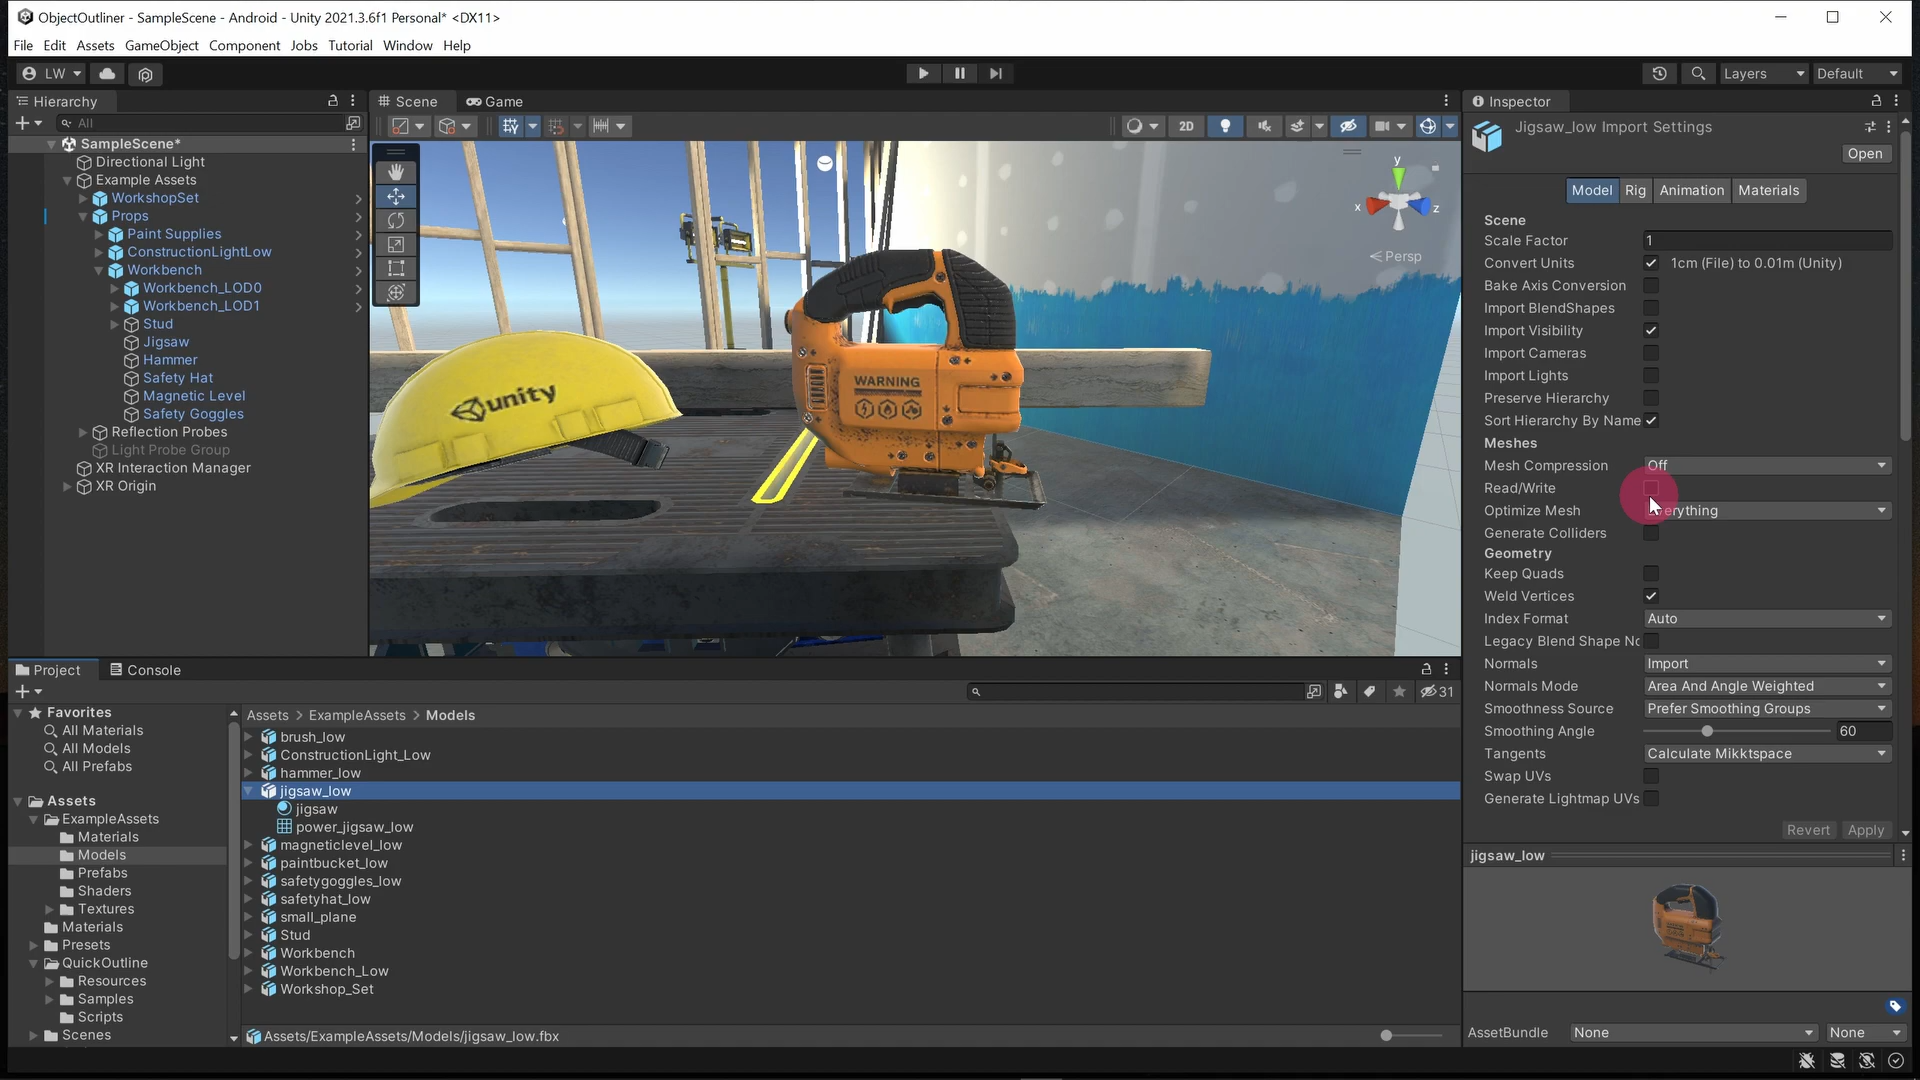 ObjectOutliner - SampleScene - Android - Unity 2021.3.6f1 Personal* <DX11>
File Edit Assets GameObject Component Jobs Tutorial Window Help
LW
Layers
Default
Hierarchy
All
SampleScene*
Directional Light
Example Assets
WorkshopSet
Props
Paint Supplies
ConstructionLightLow
Workbench
Workbench_LOD0
Workbench_LOD1
Stud
Jigsaw
Hammer
Safety Hat
Magnetic Level
Safety Goggles
Reflection Probes
Light Probe Group
XR Interaction Manager
XR Origin
Scene
Game
2D
y
x
z
Persp
unity
WARNING
Inspector
Jigsaw_low Import Settings
Open
Model Rig Animation Materials
Scene
Scale Factor 1
Convert Units 1cm (File) to 0.01m (Unity)
Bake Axis Conversion
Import BlendShapes
Import Visibility
Import Cameras
Import Lights
Preserve Hierarchy
Sort Hierarchy By Name
Meshes
Mesh Compression Off
Read/Write
Optimize Mesh erything
Generate Colliders
Geometry
Keep Quads
Weld Vertices
Index Format Auto
Legacy Blend Shape No
Normals Import
Normals Mode Area And Angle Weighted
Smoothness Source Prefer Smoothing Groups
Smoothing Angle 60
Tangents Calculate Mikktspace
Swap UVs
Generate Lightmap UVs
Revert Apply
jigsaw_low
AssetBundle None None
Project
Console
31
Favorites
All Materials
All Models
All Prefabs
Assets
ExampleAssets
Materials
Models
Prefabs
Shaders
Textures
Materials
Presets
QuickOutline
Resources
Samples
Scripts
Scenes
Assets > ExampleAssets > Models
brush_low
ConstructionLight_Low
hammer_low
jigsaw_low
jigsaw
power_jigsaw_low
magneticlevel_low
paintbucket_low
safetygoggles_low
safetyhat_low
small_plane
Stud
Workbench
Workbench_Low
Workshop_Set
Assets/ExampleAssets/Models/jigsaw_low.fbx